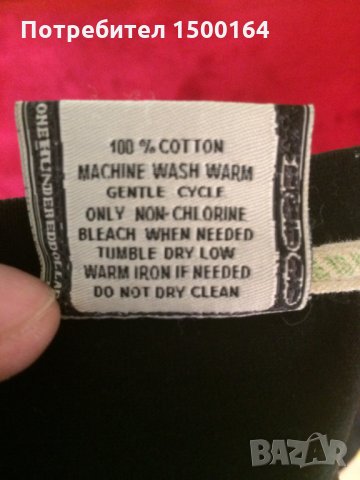 Потребител 1500164
100 % COTTON
MACHINE WASH WARM
GENTLE CYCLE
ONLY NON-CHLORINE
BLEACH WHEN NEEDED
TUMBLE DRY LOW
WARM IRON IF NEEDED
DO NOT DRY CLEAN
BAZAR